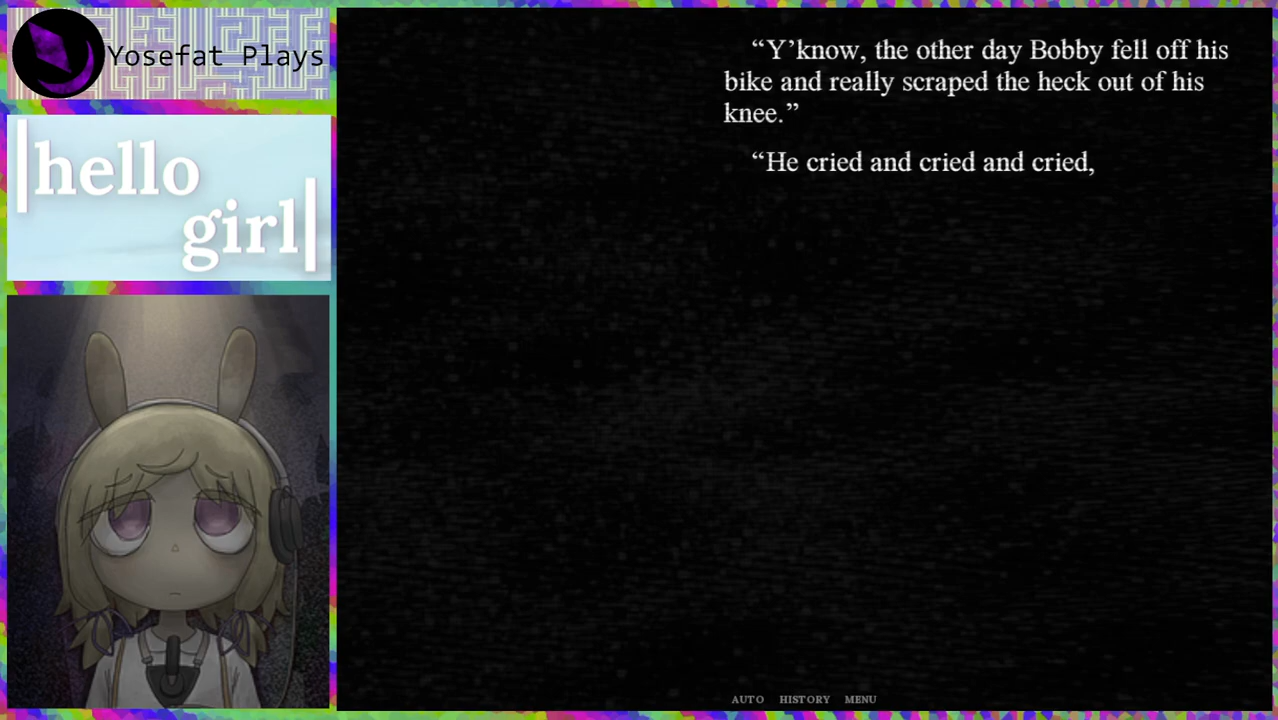 Yosefat Plays
|hello
girl|
“Y’know, the other day Bobby fell off his
bike and really scraped the heck out of his
knee.”
“He cried and cried and cried,
AUTO HISTORY MENU